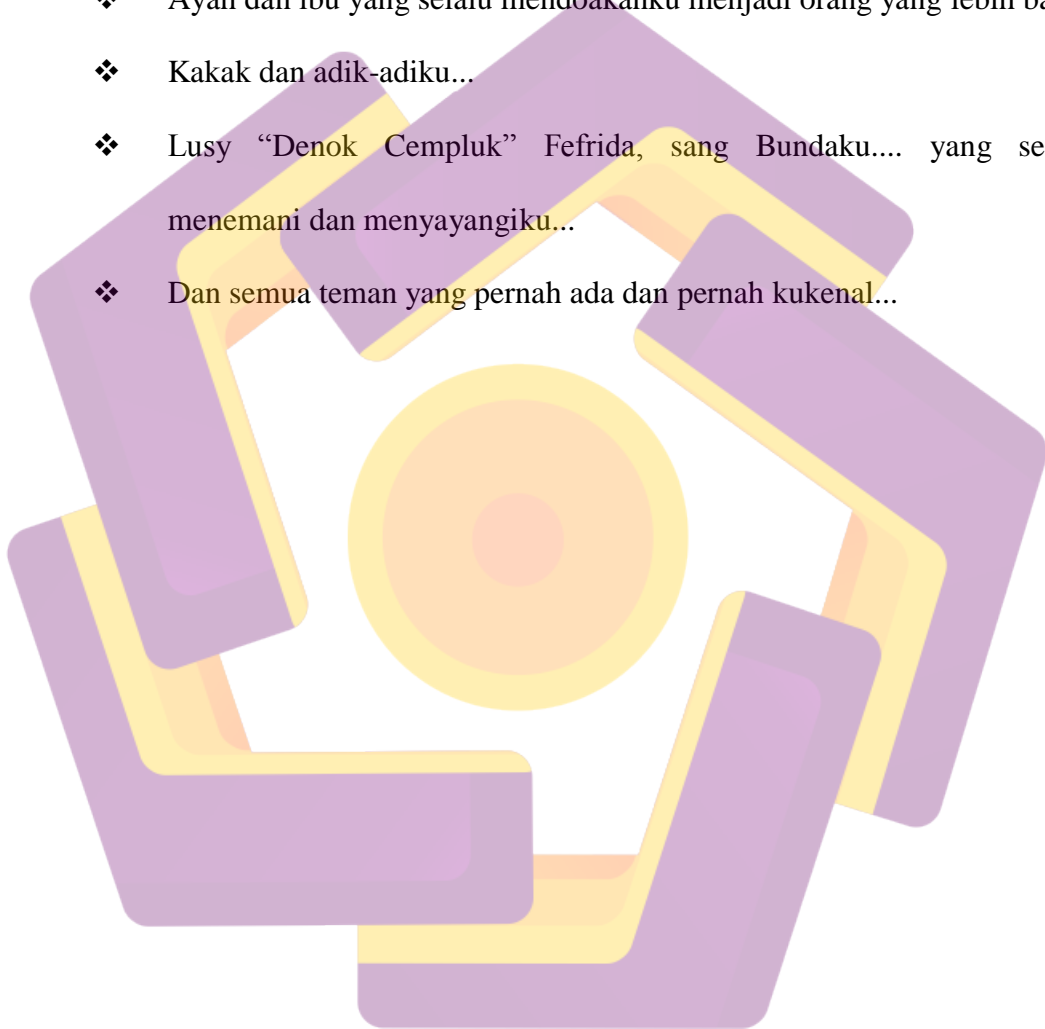 ❖ Ayah dan ibu yang selalu mendoakanku menjadi orang yang lebih
❖ Kakak dan adik-adiku...
❖ Lusy “Denok Cempluk” Fefrida, sang Bundaku.... yang
menemani dan menyayangiku...
❖ Dan semua teman yang pernah ada dan pernah kukenal...